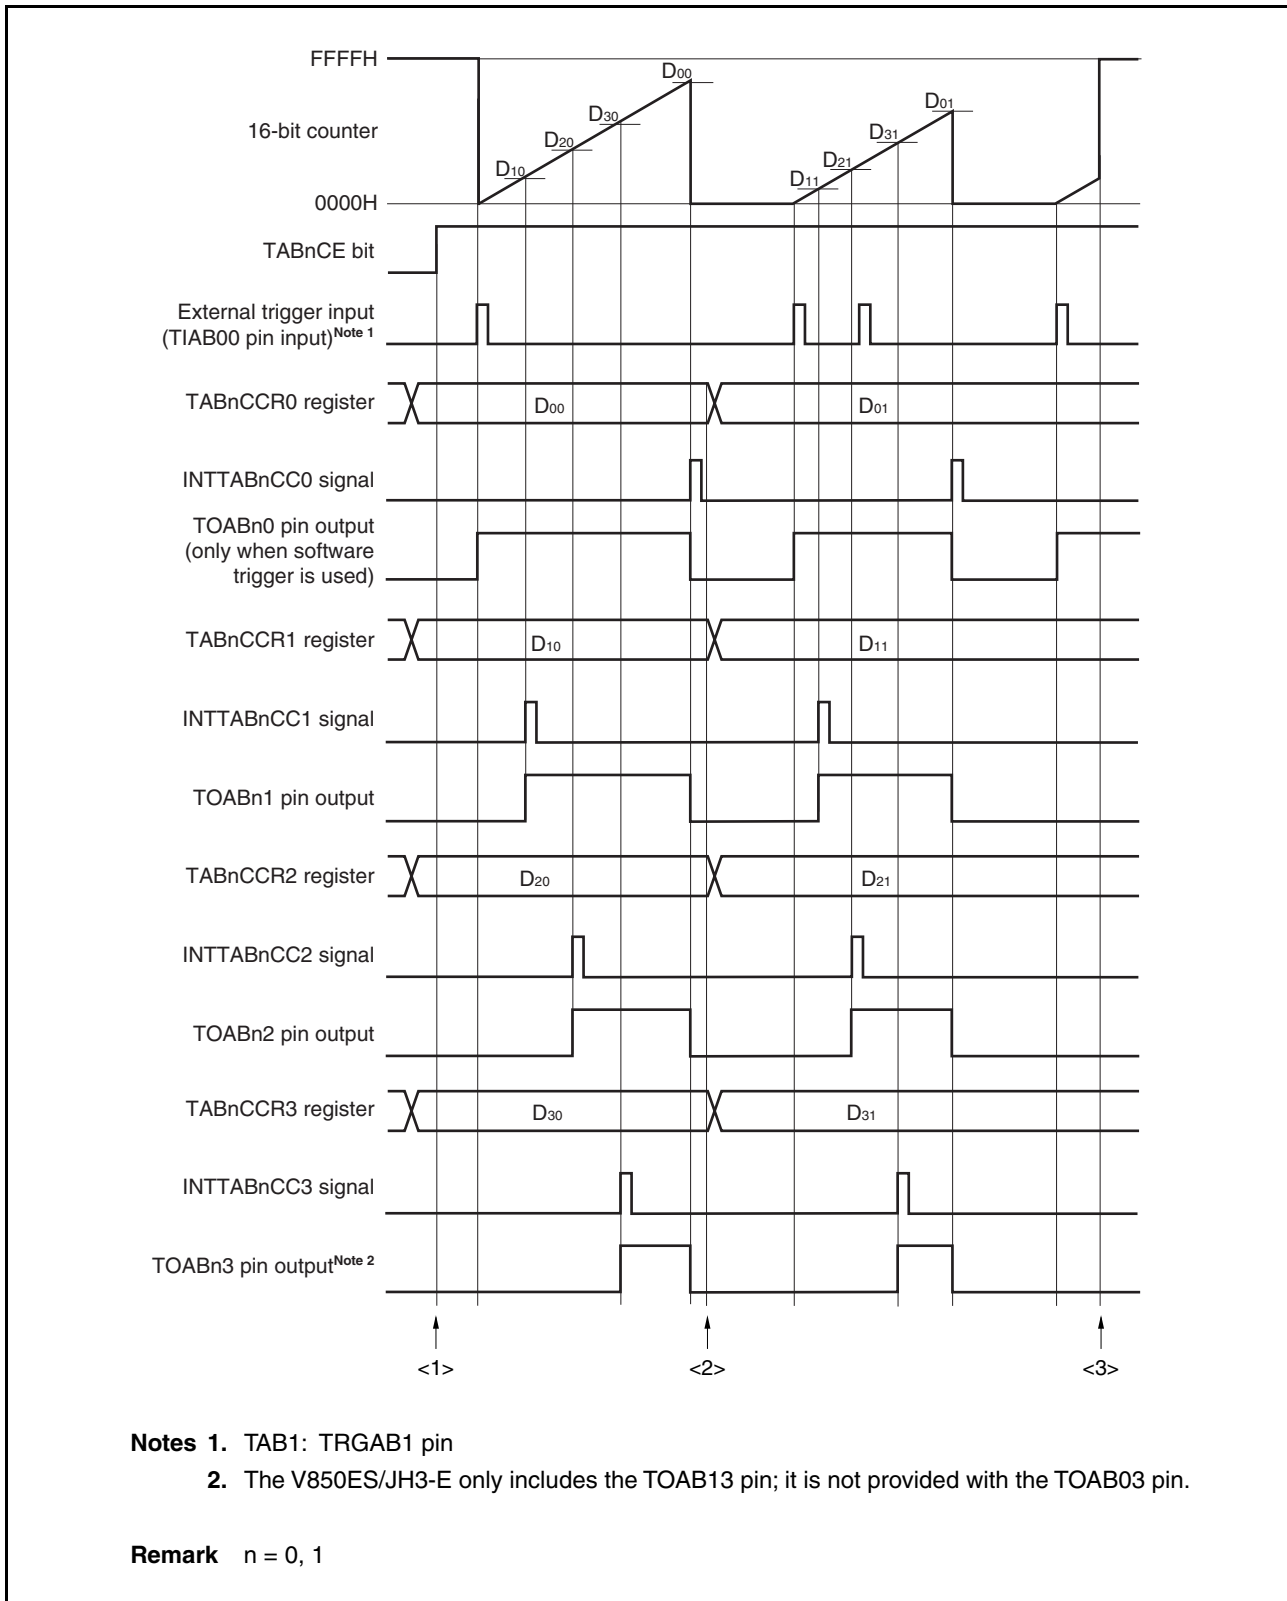 FFFFH
D00
D01
D30
16-bit counter
D31
D20
D21
D10
D11
0000H
TABnCE bit
External trigger input
(TIAB00 pin input)Note 1
TABnCCR0 register
D00
D01
INTTABnCC0 signal
TOABn0 pin output
(only when software
trigger is used)
TABnCCR1 register
D10
D11
INTTABnCC1 signal
TOABn1 pin output
TABnCCR2 register
D20
D21
INTTABnCC2 signal
TOABn2 pin output
TABnCCR3 register
D30
D31
INTTABnCC3 signal
TOABn3 pin outputNote 2
<1>
<2>
<3>
Notes 1. TAB1: TRGAB1 pin
2. The V850ES/JH3-E only includes the TOAB13 pin; it is not provided with the TOAB03 pin.
Remark n = 0, 1